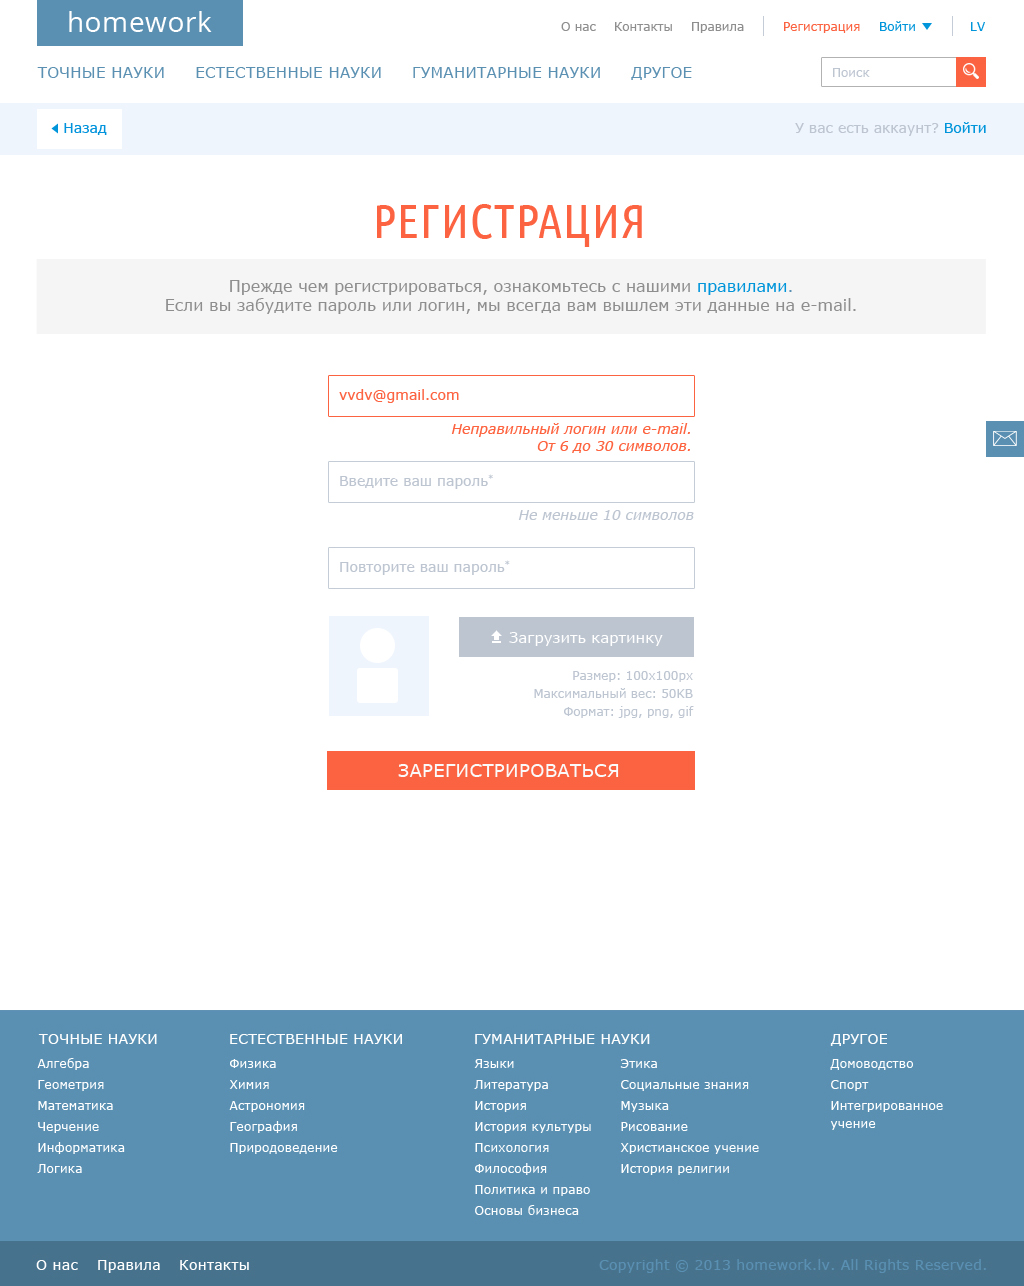 homework
О нас Контакты Правила Регистрация Войти LV
ТОЧНЫЕ НАУКИ ЕСТЕСТВЕННЫЕ НАУКИ ГУМАНИТАРНЫЕ НАУКИ ДРУГОЕ Поиск
Назад У вас есть аккаунт? Войти
РЕГИСТРАЦИЯ
Прежде чем регистрироваться, ознакомьтесь с нашими правилами.
Если вы забудите пароль или логин, мы всегда вам вышлем эти данные на e-mail.
vvdv@gmail.com
Неправильный логин или e-mail.
От 6 до 30 символов.
Введите ваш пароль*
Не меньше 10 символов
Повторите ваш пароль*
Загрузить картинку
Размер: 100x100px
Максимальный вес: 50KB
Формат: jpg, png, gif
ЗАРЕГИСТРИРОВАТЬСЯ
ТОЧНЫЕ НАУКИ
Алгебра
Геометрия
Математика
Черчение
Информатика
Логика
ЕСТЕСТВЕННЫЕ НАУКИ
Физика
Химия
Астрономия
География
Природоведение
ГУМАНИТАРНЫЕ НАУКИ
Языки
Литература
История
История культуры
Психология
Философия
Политика и право
Основы бизнеса
Этика
Социальные знания
Музыка
Рисование
Христианское учение
История религии
ДРУГОЕ
Домоводство
Спорт
Интегрированное
учение
О нас Правила Контакты Copyright © 2013 homework.lv. All Rights Reserved.